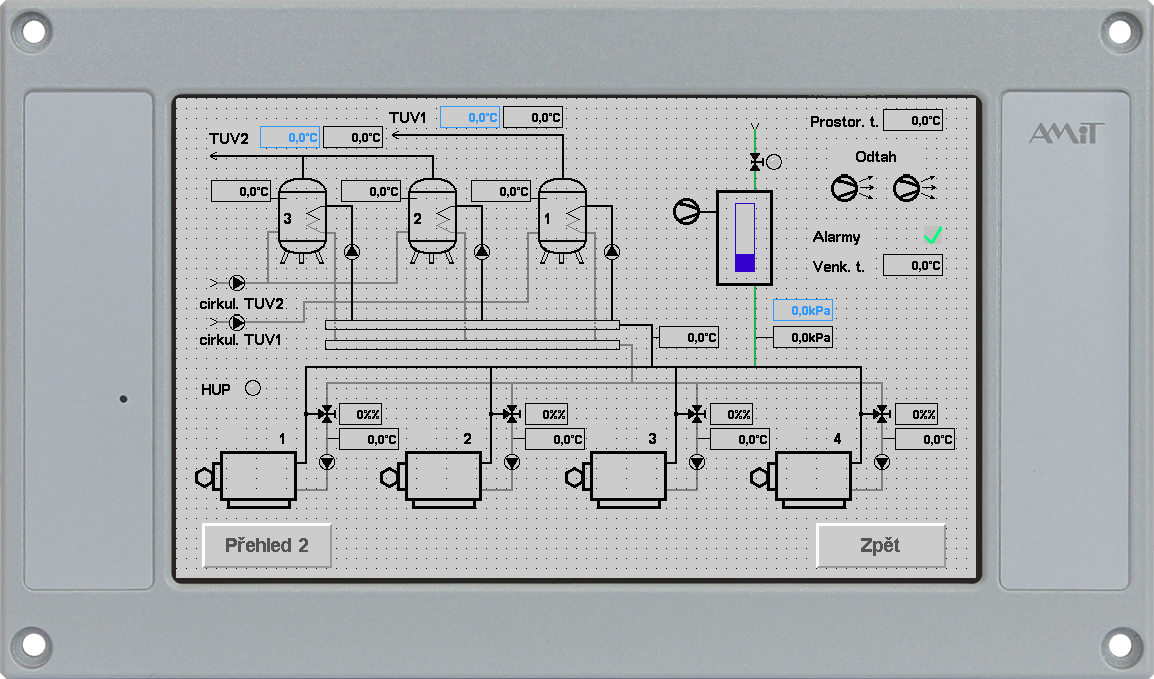 TUV1 0,0°C 0,0°C
Prostor. t. 0,0°C
AMiT
TUV2 0,0°C 0,0°C
Odtah
0,0°C 0,0°C 0,0°C
3 2 1
Alarmy
Venk. t. 0,0°C
cirkul. TUV2
0,0kPa
cirkul. TUV1
0,0°C 0,0kPa
HUP
0%% 0%% 0%% 0%%
1 0,0°C 2 0,0°C 3 0,0°C 4 0,0°C
Přehled 2 Zpět